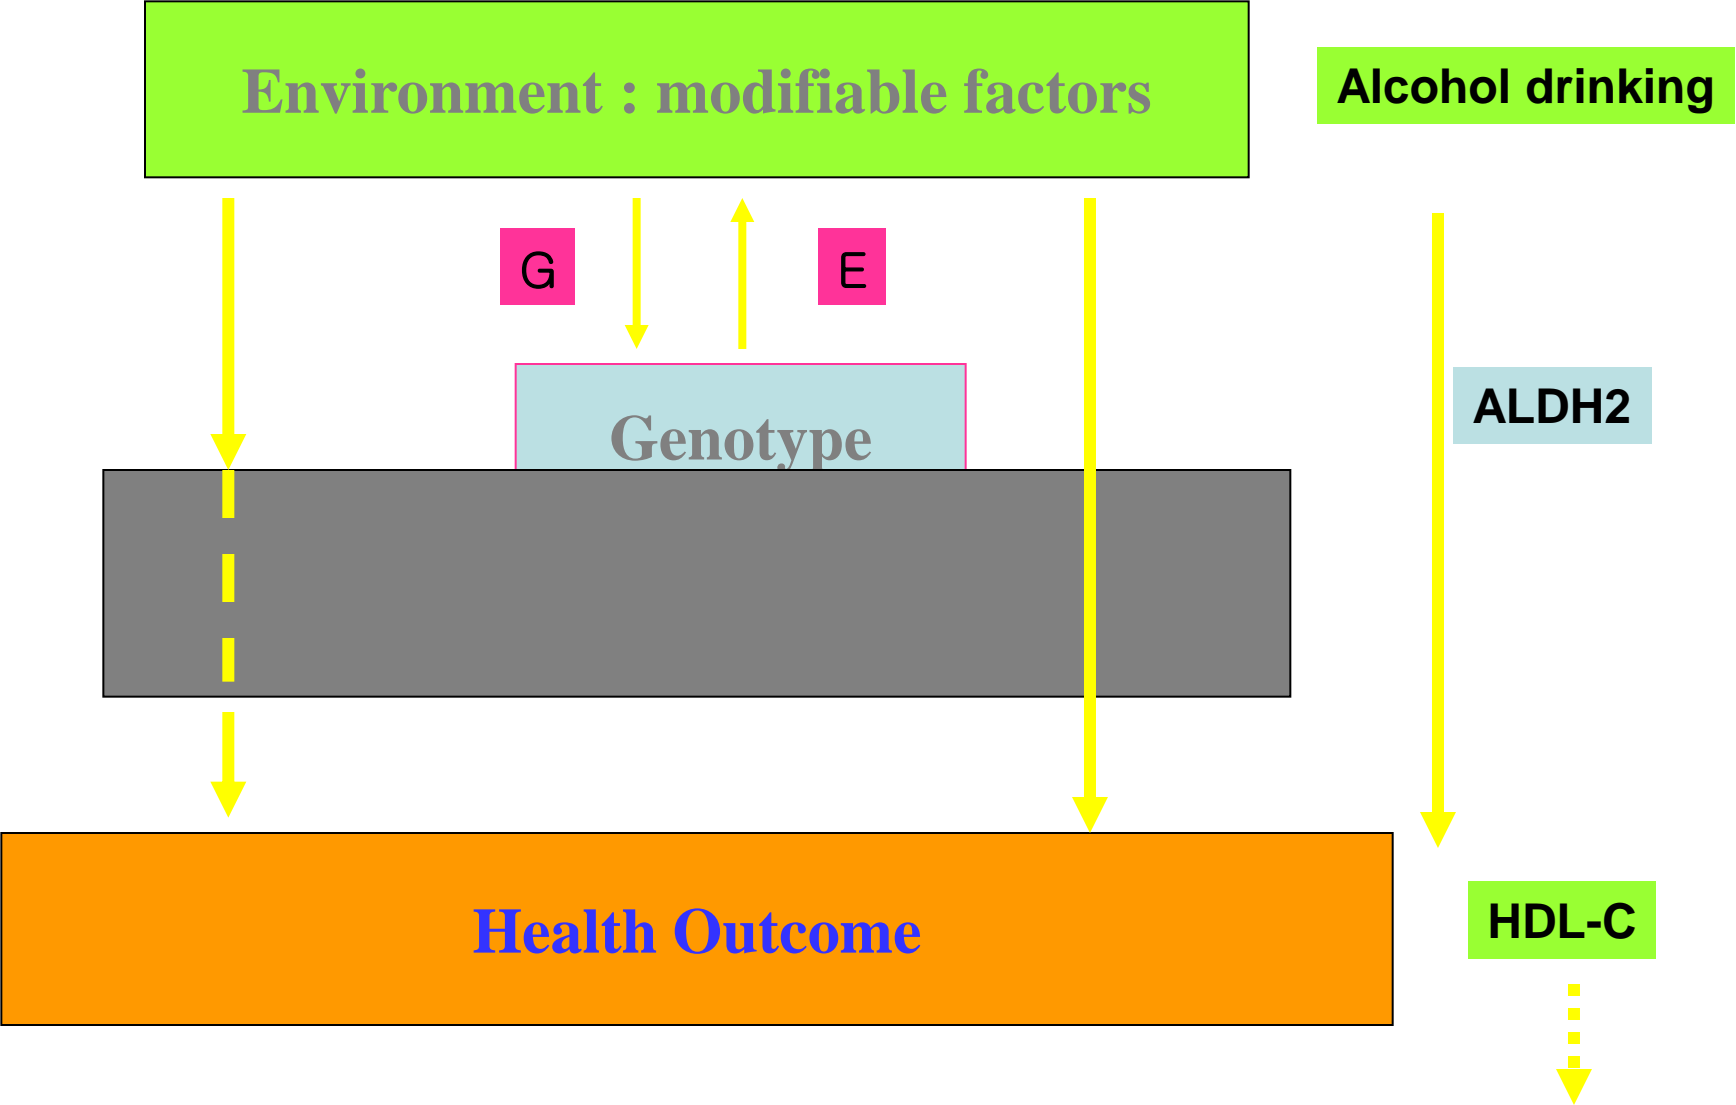 Environment : modifiable factors
Alcohol drinking
G
E
ALDH2
Genotype
Health Outcome
HDL-C